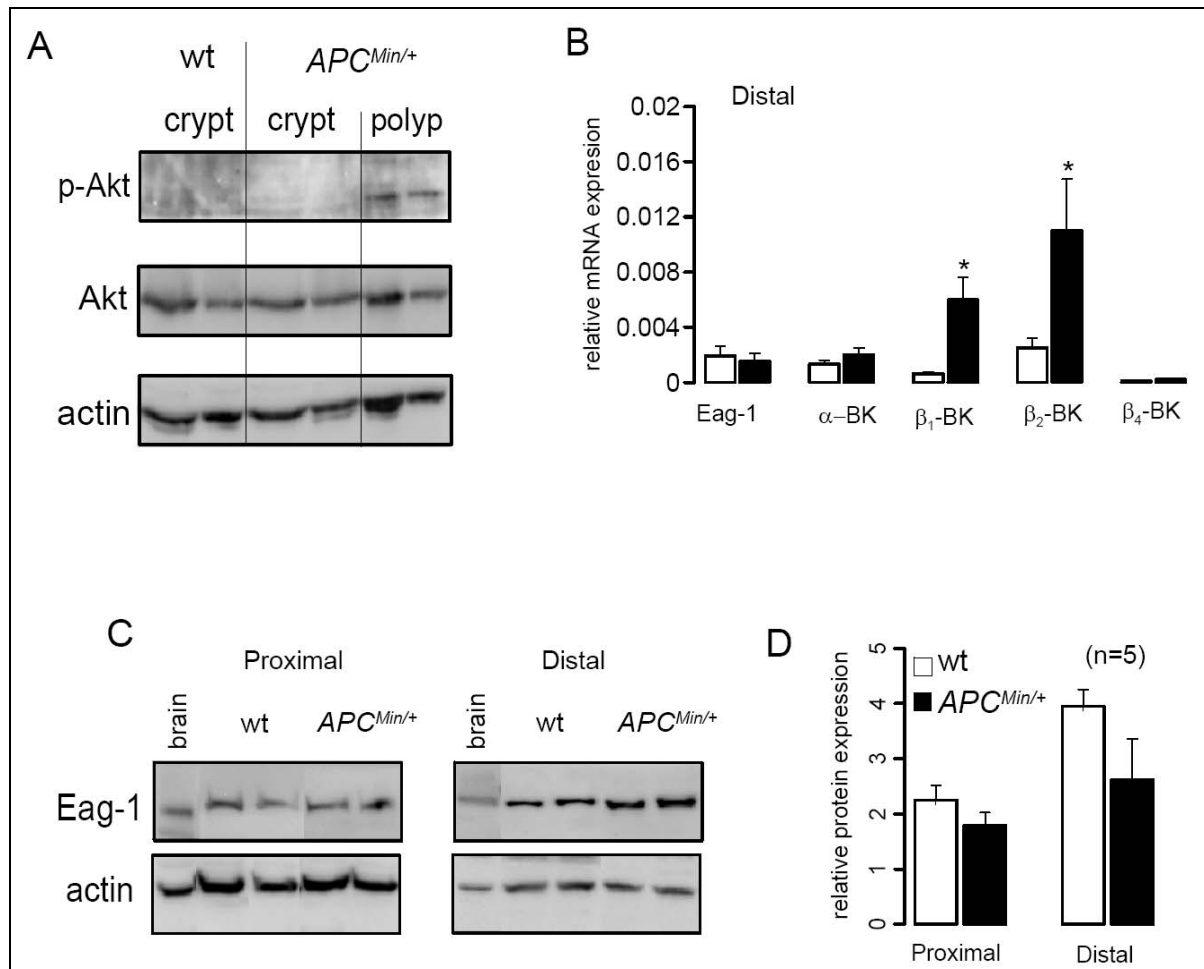 A
wt APC^Min/+
crypt crypt polyp
p-Akt
Akt
actin
B
Distal
relative mRNA expresion
0.02
0.016
0.012
0.008
0.004
0
* *
Eag-1 α–BK β₁-BK β₂-BK β₄-BK
C
Proximal Distal
brain wt APC^Min/+ brain wt APC^Min/+
Eag-1
actin
D
relative protein expression
5
4
3
2
1
0
wt (n=5)
APC^Min/+
Proximal Distal